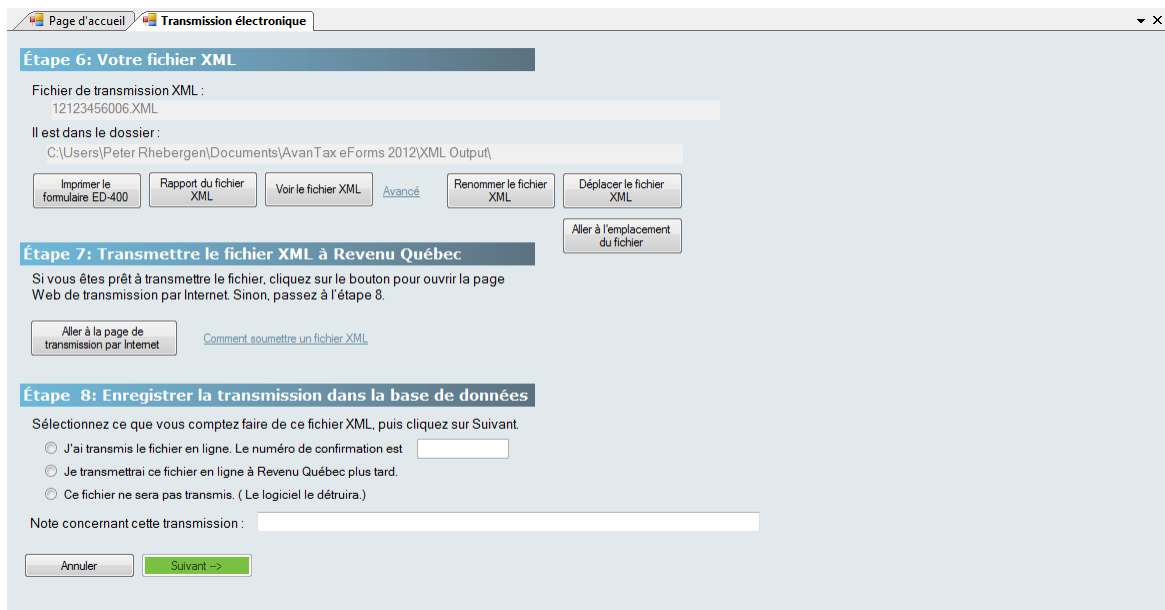 Page d'accueil
Transmission électronique
Étape 6: Votre fichier XML
Fichier de transmission XML :
12123456006.XML
Il est dans le dossier :
C:\Users\Peter Rhebergen\Documents\AvanTax eForms 2012\XML Output\
Imprimer le
formulaire ED-400
Rapport du fichier
XML
Voir le fichier XML
Avancé
Renommer le fichier
XML
Déplacer le fichier
XML
Aller à l'emplacement
du fichier
Étape 7: Transmettre le fichier XML à Revenu Québec
Si vous êtes prêt à transmettre le fichier, cliquez sur le bouton pour ouvrir la page
Web de transmission par Internet. Sinon, passez à l'étape 8.
Aller à la page de
transmission par Internet
Comment soumettre un fichier XML
Étape 8: Enregistrer la transmission dans la base de données
Sélectionnez ce que vous comptez faire de ce fichier XML, puis cliquez sur Suivant.
J'ai transmis le fichier en ligne. Le numéro de confirmation est
Je transmettrai ce fichier en ligne à Revenu Québec plus tard.
Ce fichier ne sera pas transmis. ( Le logiciel le détruira.)
Note concernant cette transmission :
Annuler
Suivant -->